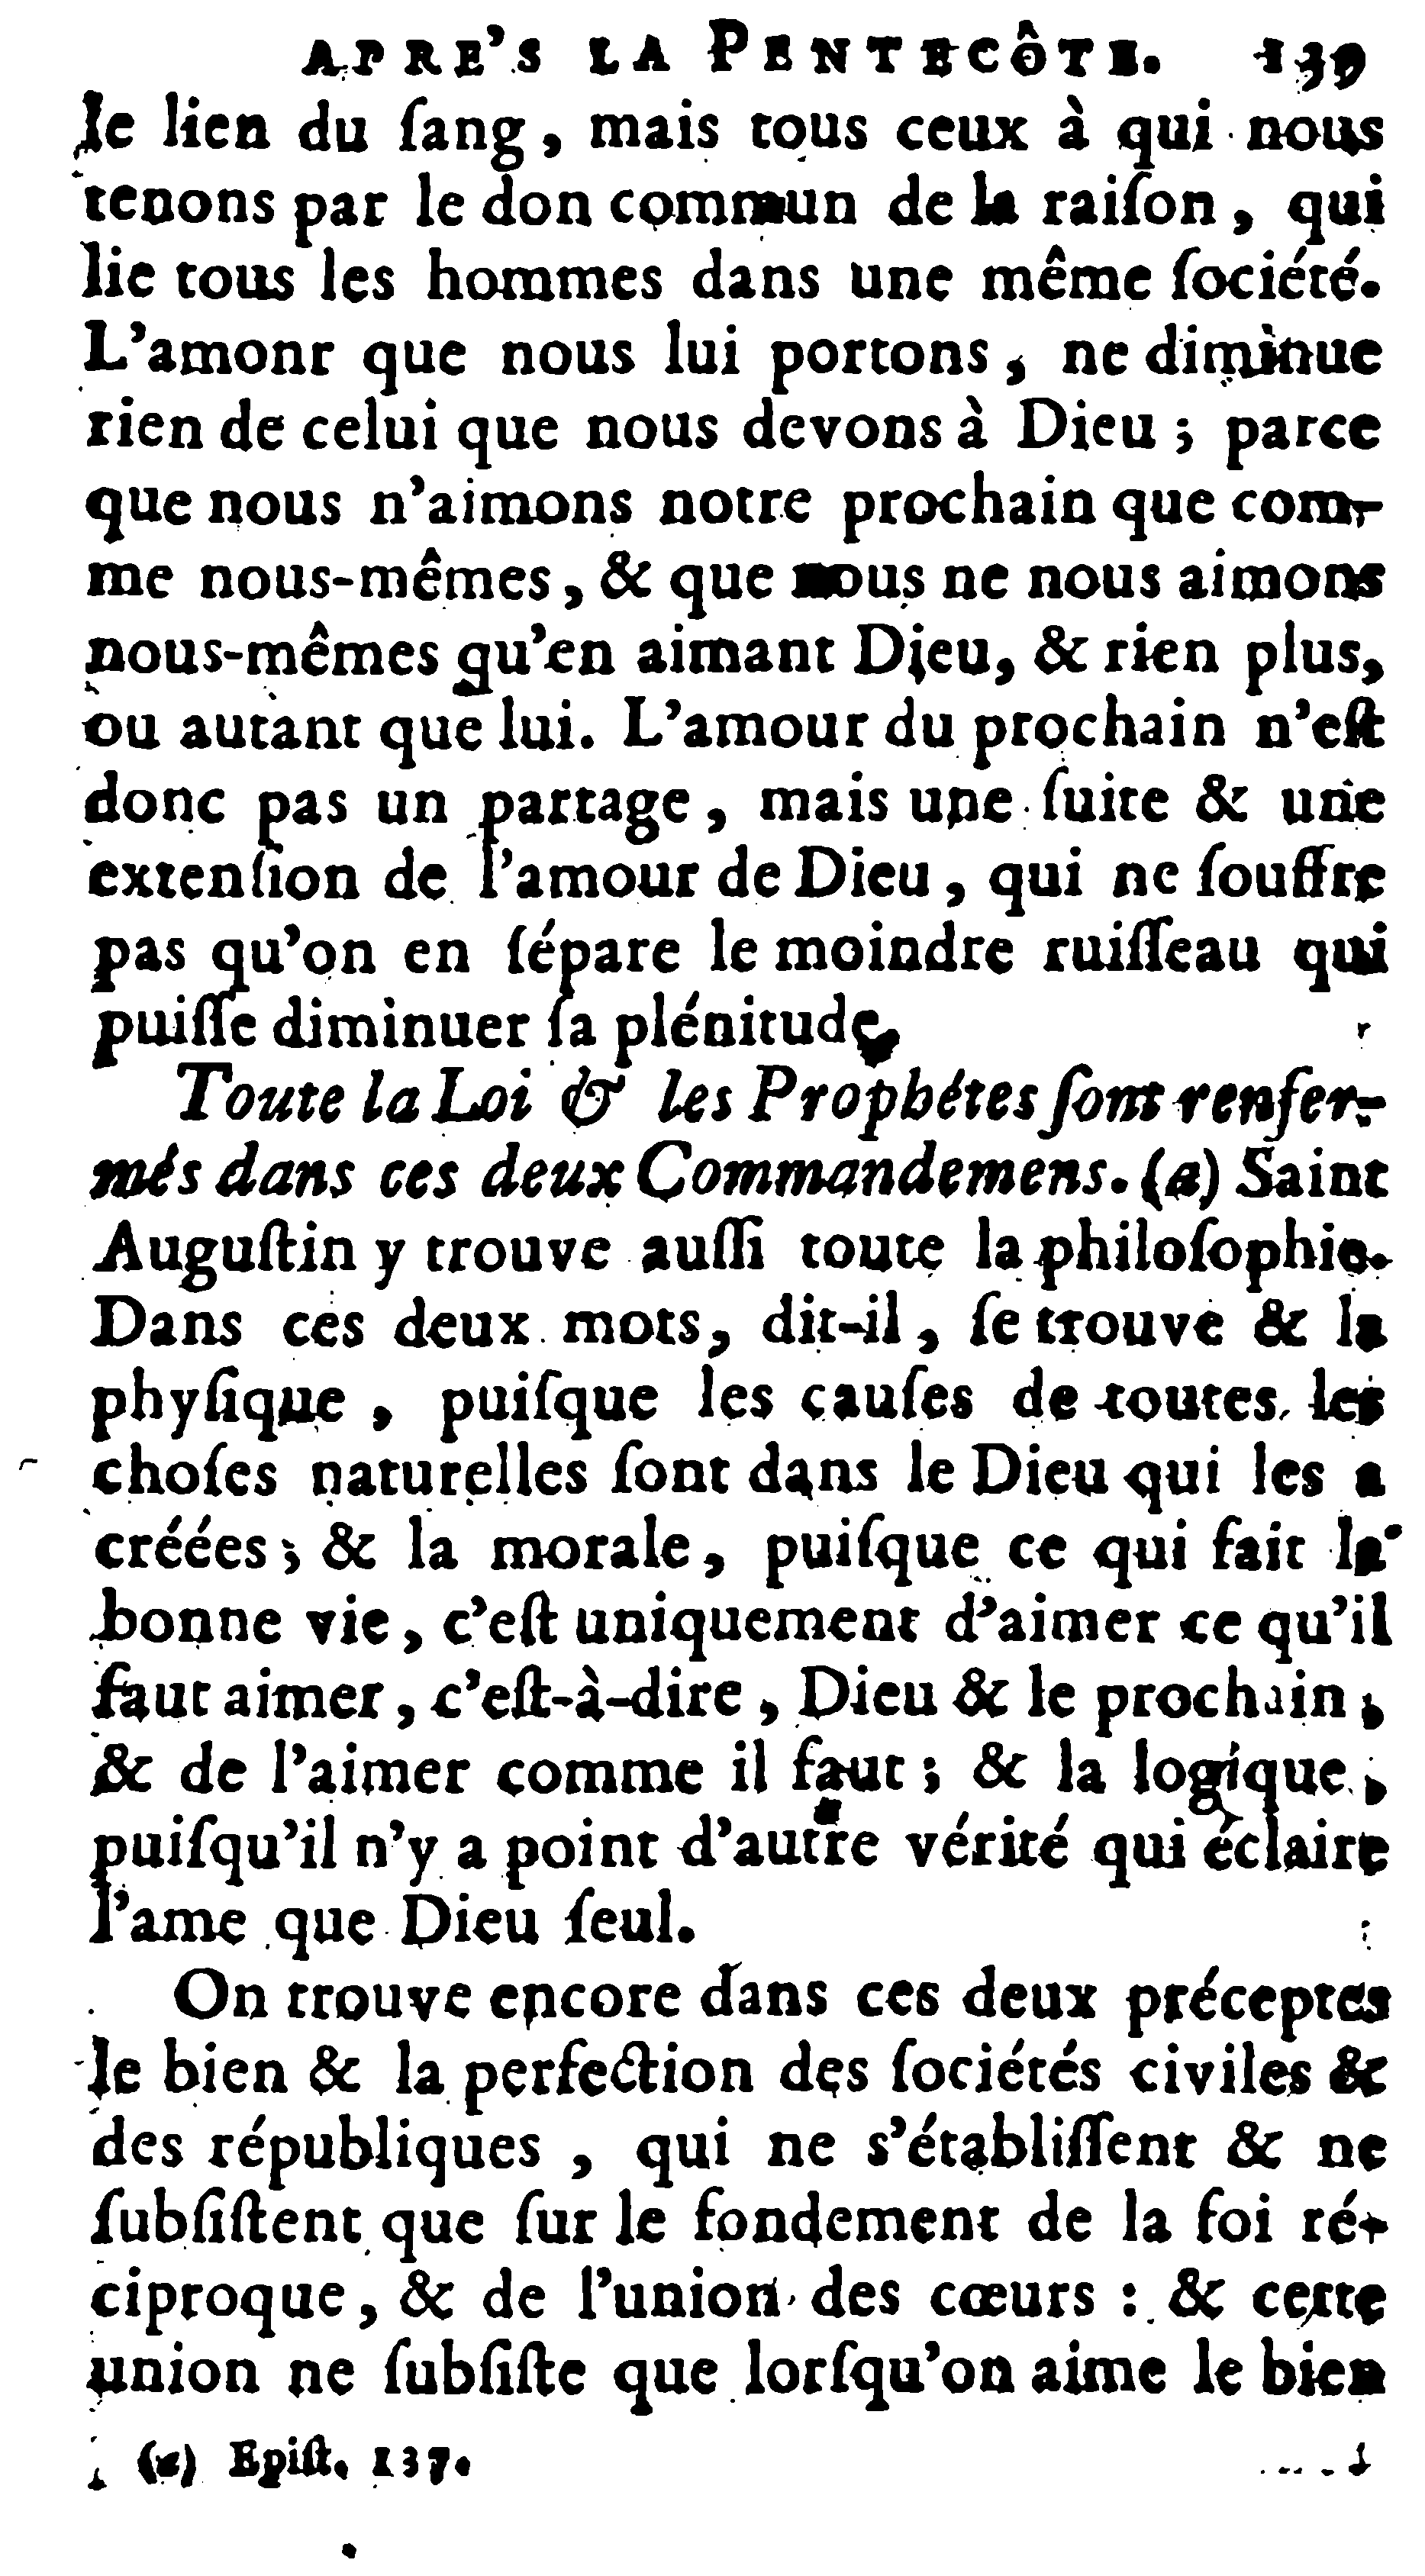 APRE'S LA PENTECÔTE. 139
le lien du ſang, mais tous ceux à qui nous
tenons par le don commun de la raiſon, qui
lie tous les hommes dans une même ſociété.
L'amonr que nous lui portons, ne diminue
rien de celui que nous devons à Dieu; parce
que nous n'aimons notre prochain que com-
me nous-mêmes, & que nous ne nous aimons
nous-mêmes qu'en aimant Dieu, & rien plus,
ou autant que lui. L'amour du prochain n'eſt
donc pas un partage, mais une ſuite & une
extenſion de l'amour de Dieu, qui ne ſouffre
pas qu'on en ſépare le moindre ruiſſeau qui
puiſſe diminuer ſa plénitude.
Toute la Loi & les Prophétes ſont renfer-
més dans ces deux Commandemens. (a) Saint
Auguſtin y trouve auſſi toute la philoſophie.
Dans ces deux mots, dit-il, ſe trouve & la
phyſique, puiſque les cauſes de toutes les
choſes naturelles ſont dans le Dieu qui les a
créées; & la morale, puiſque ce qui fait la
bonne vie, c'eſt uniquement d'aimer ce qu'il
faut aimer, c'eſt-à-dire, Dieu & le prochain,
& de l'aimer comme il faut; & la logique,
puiſqu'il n'y a point d'autre vérité qui éclaire
l'ame que Dieu ſeul.
On trouve encore dans ces deux préceptes
le bien & la perfection des ſociétés civiles &
des républiques, qui ne s'établiſſent & ne
ſubſiſtent que ſur le fondement de la foi ré-
ciproque, & de l'union des cœurs: & cette
union ne ſubſiſte que lorſqu'on aime le bien
(a) Epiſt. 137.